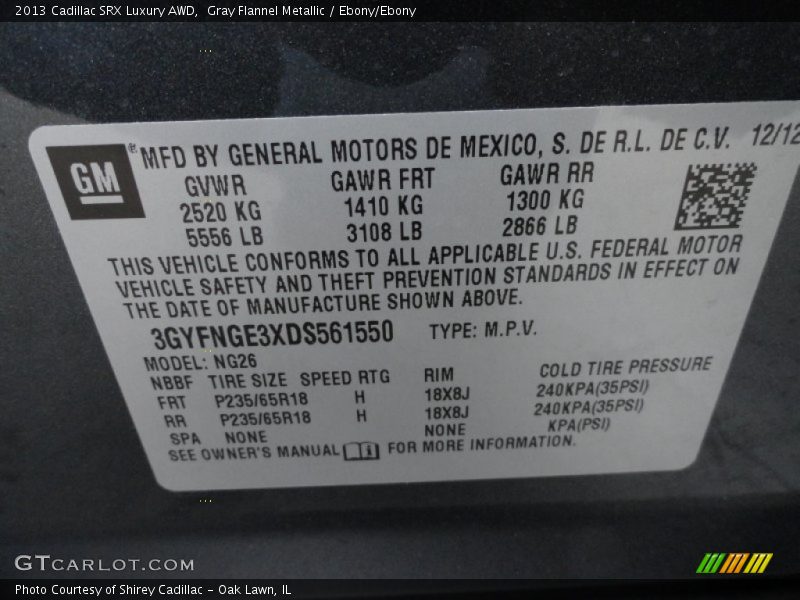 2013 Cadillac SRX Luxury AWD,  Gray Flannel Metallic / Ebony/Ebony
GM ® MFD BY GENERAL MOTORS DE MEXICO, S. DE R.L. DE C.V. 12/12
GVWR GAWR FRT GAWR RR
2520 KG 1410 KG 1300 KG
5556 LB 3108 LB 2866 LB
THIS VEHICLE CONFORMS TO ALL APPLICABLE U.S. FEDERAL MOTOR
VEHICLE SAFETY AND THEFT PREVENTION STANDARDS IN EFFECT ON
THE DATE OF MANUFACTURE SHOWN ABOVE.
3GYFNGE3XDS561550 TYPE: M.P.V.
MODEL: NG26
NBBF TIRE SIZE SPEED RTG RIM COLD TIRE PRESSURE
FRT P235/65R18 H 18X8J 240KPA(35PSI)
RR P235/65R18 H 18X8J 240KPA(35PSI)
SPA NONE NONE KPA(PSI)
SEE OWNER'S MANUAL FOR MORE INFORMATION.
GTCARLOT.COM
Photo Courtesy of Shirey Cadillac - Oak Lawn, IL